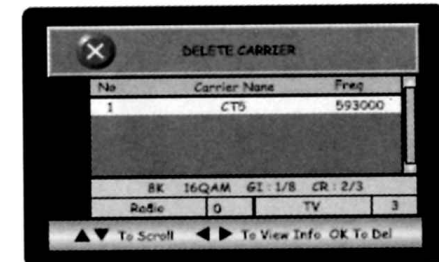 DELETE CARRIER
No Carrier Name Freq
1 CT5 593000
8K 16QAM GI : 1/8 CR : 2/3
Radio 0 TV 3
▲▼ To Scroll ◀ ▶ To View Info OK To Del